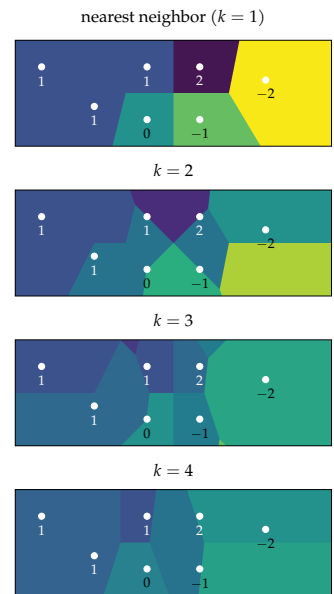 nearest neighbor (k = 1)
1 1 2 −2
1
0 −1
k = 2
1 1 2 −2
1
0 −1
k = 3
1 1 2 −2
1
0 −1
k = 4
1 1 2 −2
1
0 −1